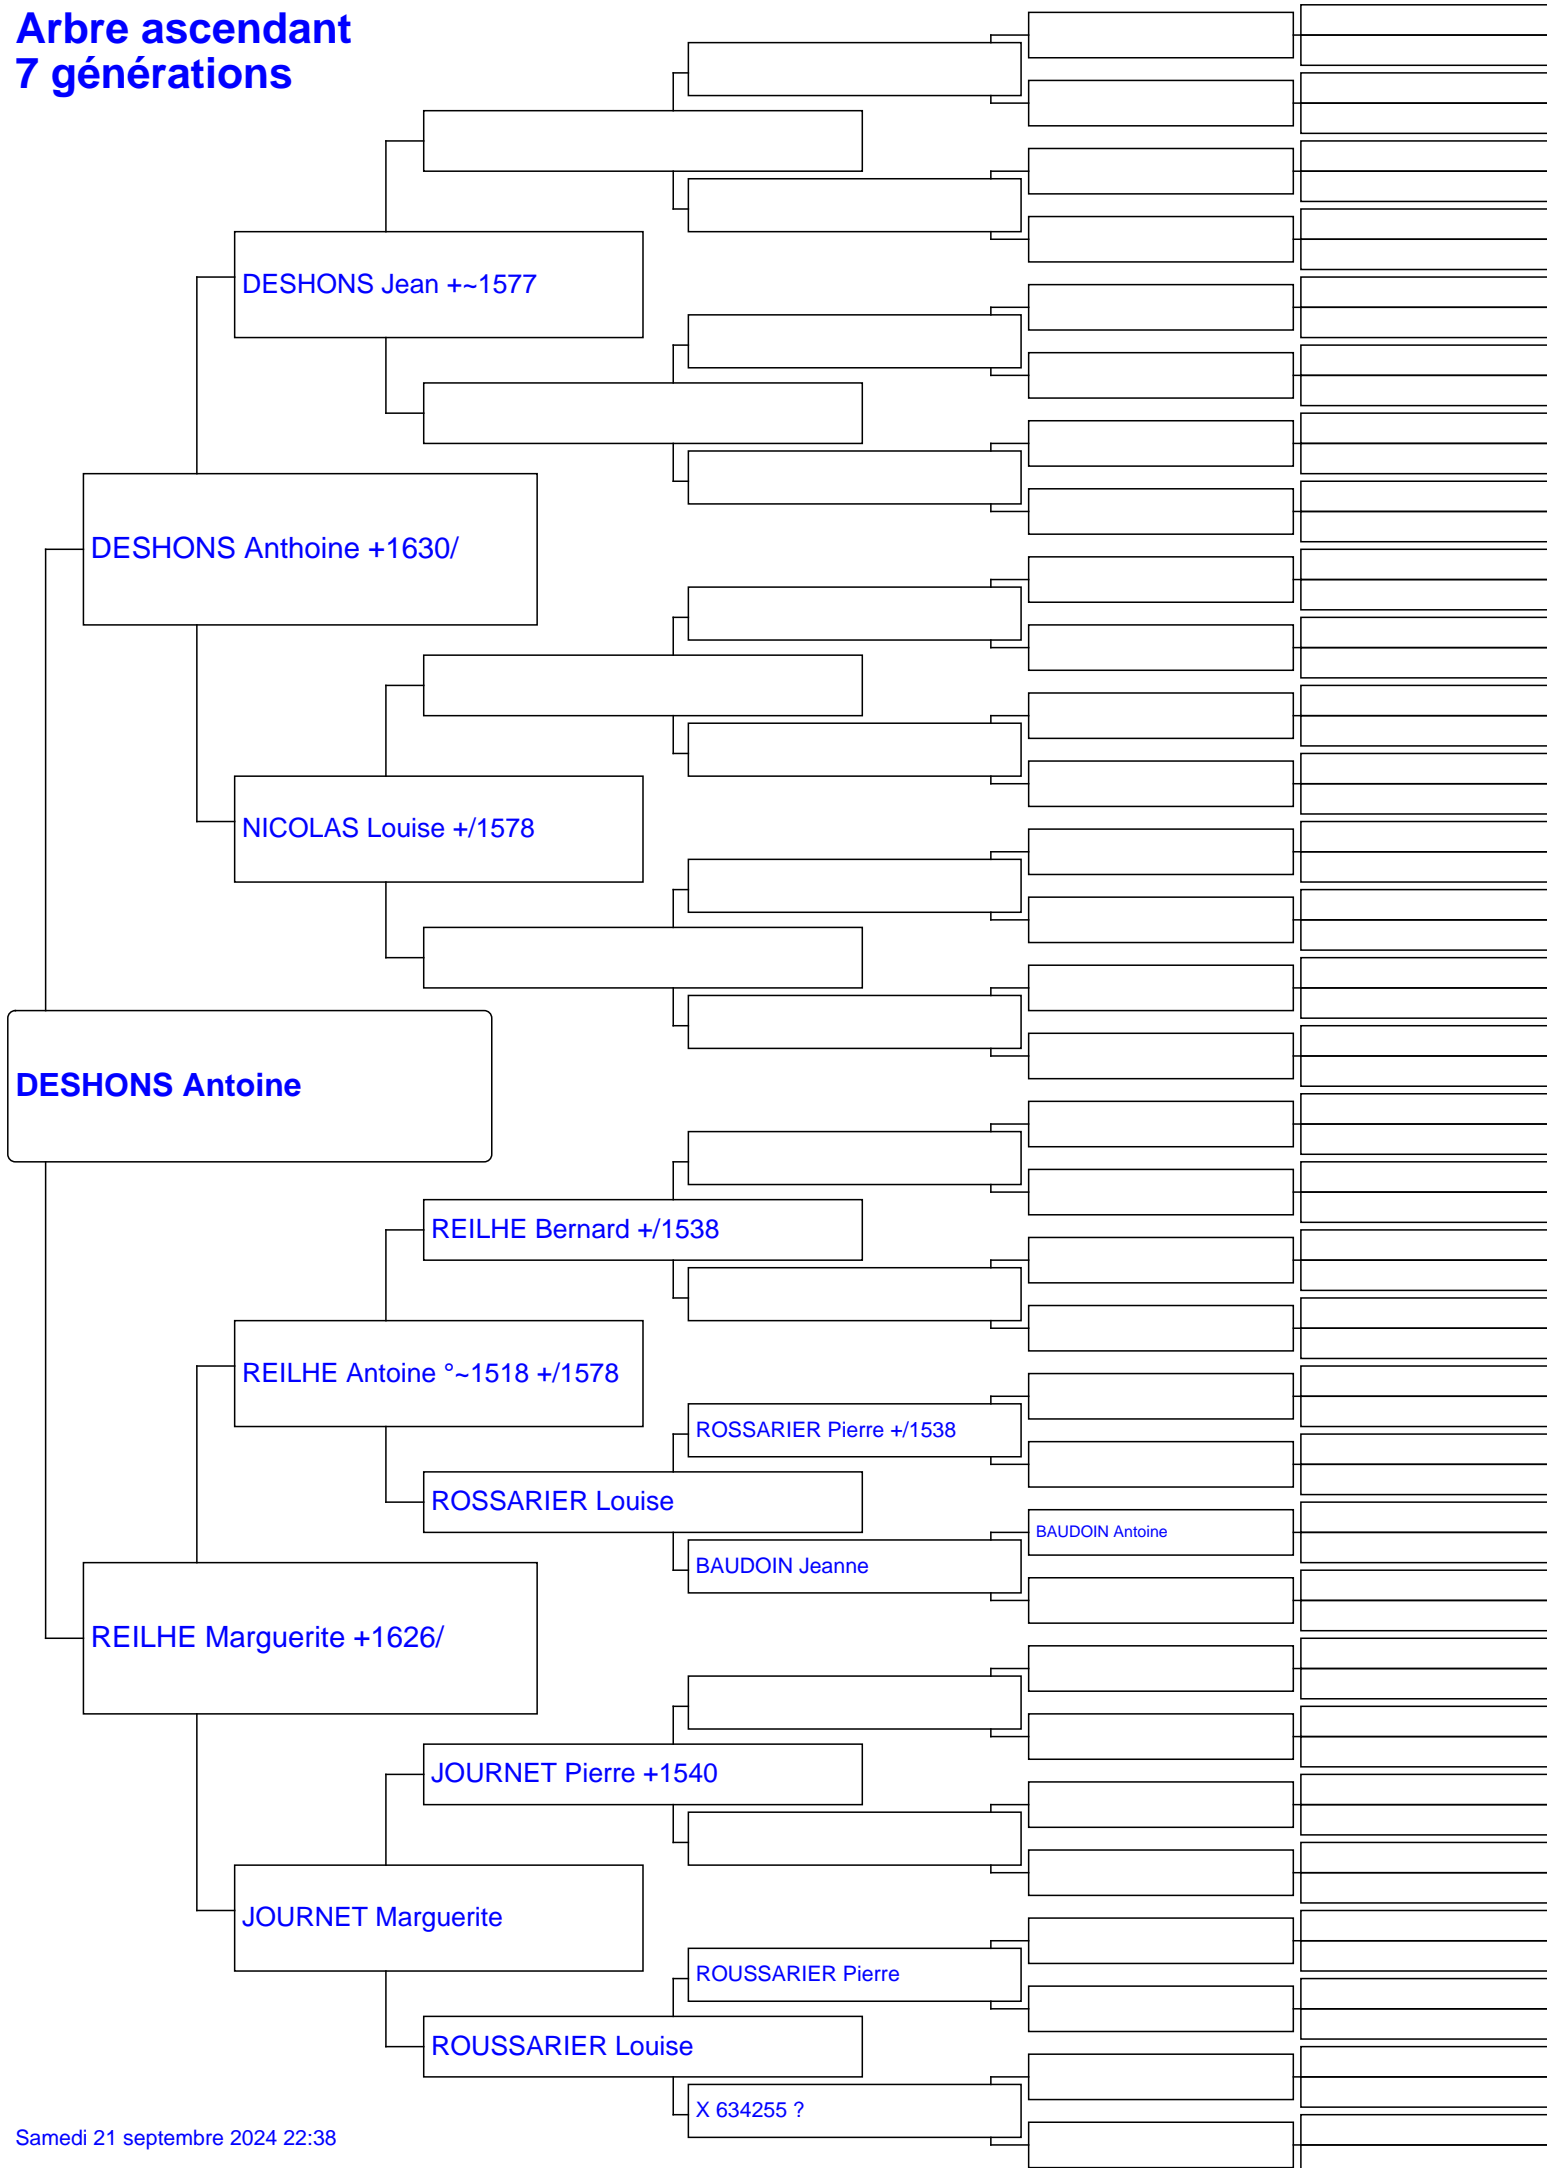 Arbre ascendant
7 générations
DESHONS Jean +~1577
DESHONS Anthoine +1630/
NICOLAS Louise +/1578
DESHONS Antoine
REILHE Bernard +/1538
REILHE Antoine °~1518 +/1578
ROSSARIER Pierre +/1538
ROSSARIER Louise
BAUDOIN Antoine
BAUDOIN Jeanne
REILHE Marguerite +1626/
JOURNET Pierre +1540
JOURNET Marguerite
ROUSSARIER Pierre
ROUSSARIER Louise
X 634255 ?
Samedi 21 septembre 2024 22:38